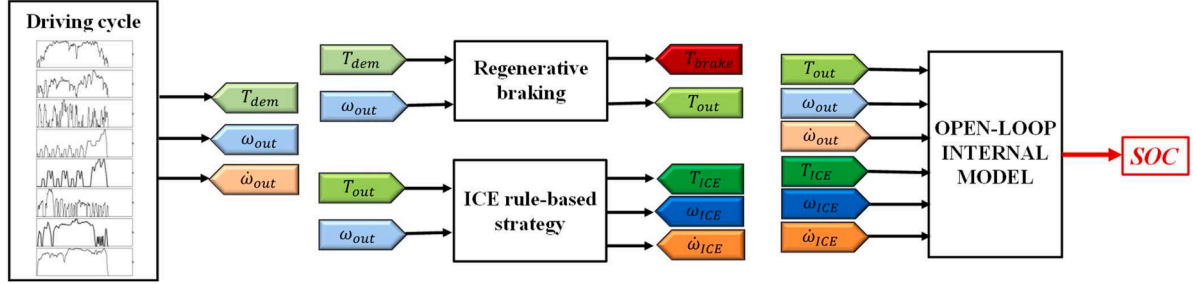 Driving cycle
T_dem
ω_out
ω̇_out
T_dem
ω_out
Regenerative
braking
T_brake
T_out
T_out
ω_out
ICE rule-based
strategy
T_ICE
ω_ICE
ω̇_ICE
T_out
ω_out
ω̇_out
T_ICE
ω_ICE
ω̇_ICE
OPEN-LOOP
INTERNAL
MODEL
SOC